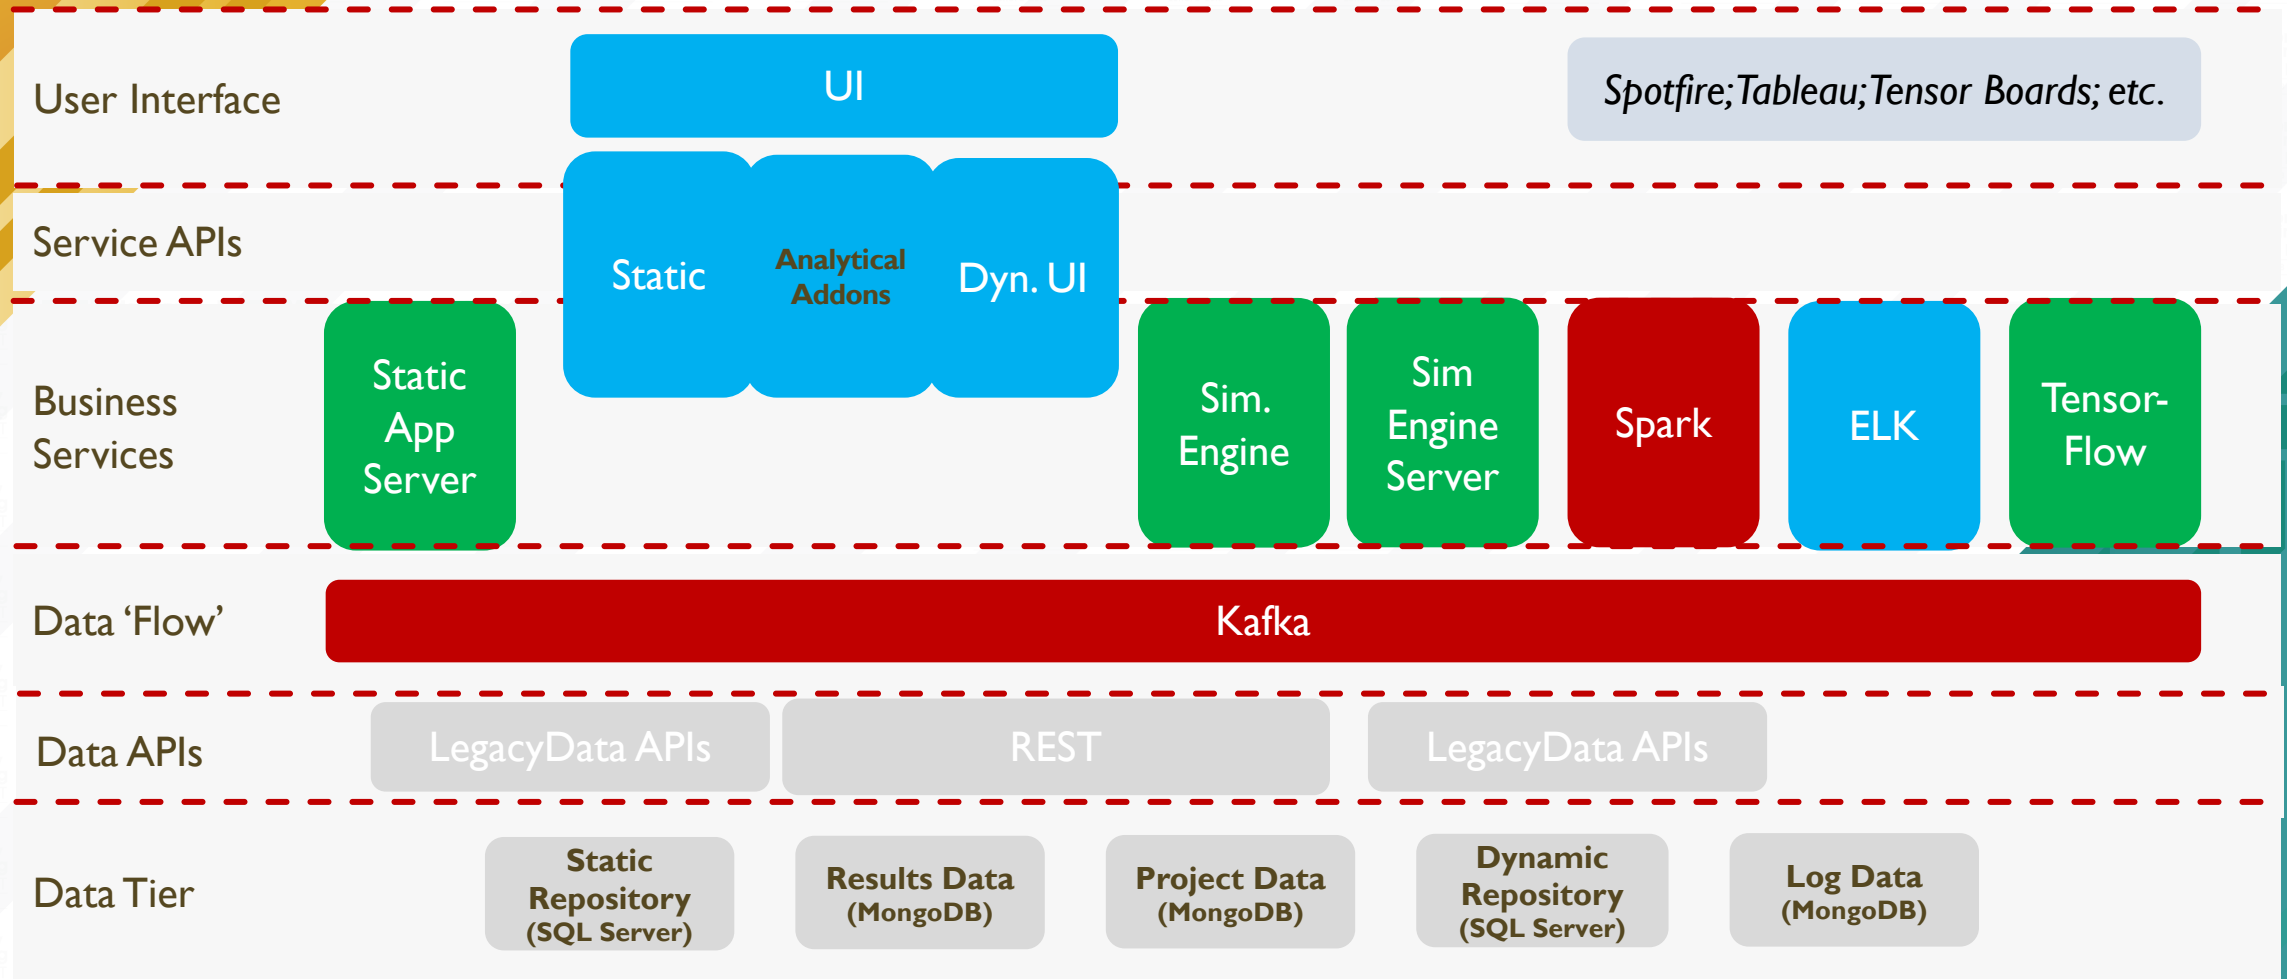 User Interface
UI
Spotfire; Tableau; Tensor Boards; etc.
Service APIs
Static
Analytical
Addons
Dyn. UI
Business
Services
Static
App
Server
Sim.
Engine
Sim
Engine
Server
Spark
ELK
Tensor-
Flow
Data ‘Flow’
Kafka
Data APIs
LegacyData APIs
REST
LegacyData APIs
Data Tier
Static
Repository
(SQL Server)
Results Data
(MongoDB)
Project Data
(MongoDB)
Dynamic
Repository
(SQL Server)
Log Data
(MongoDB)